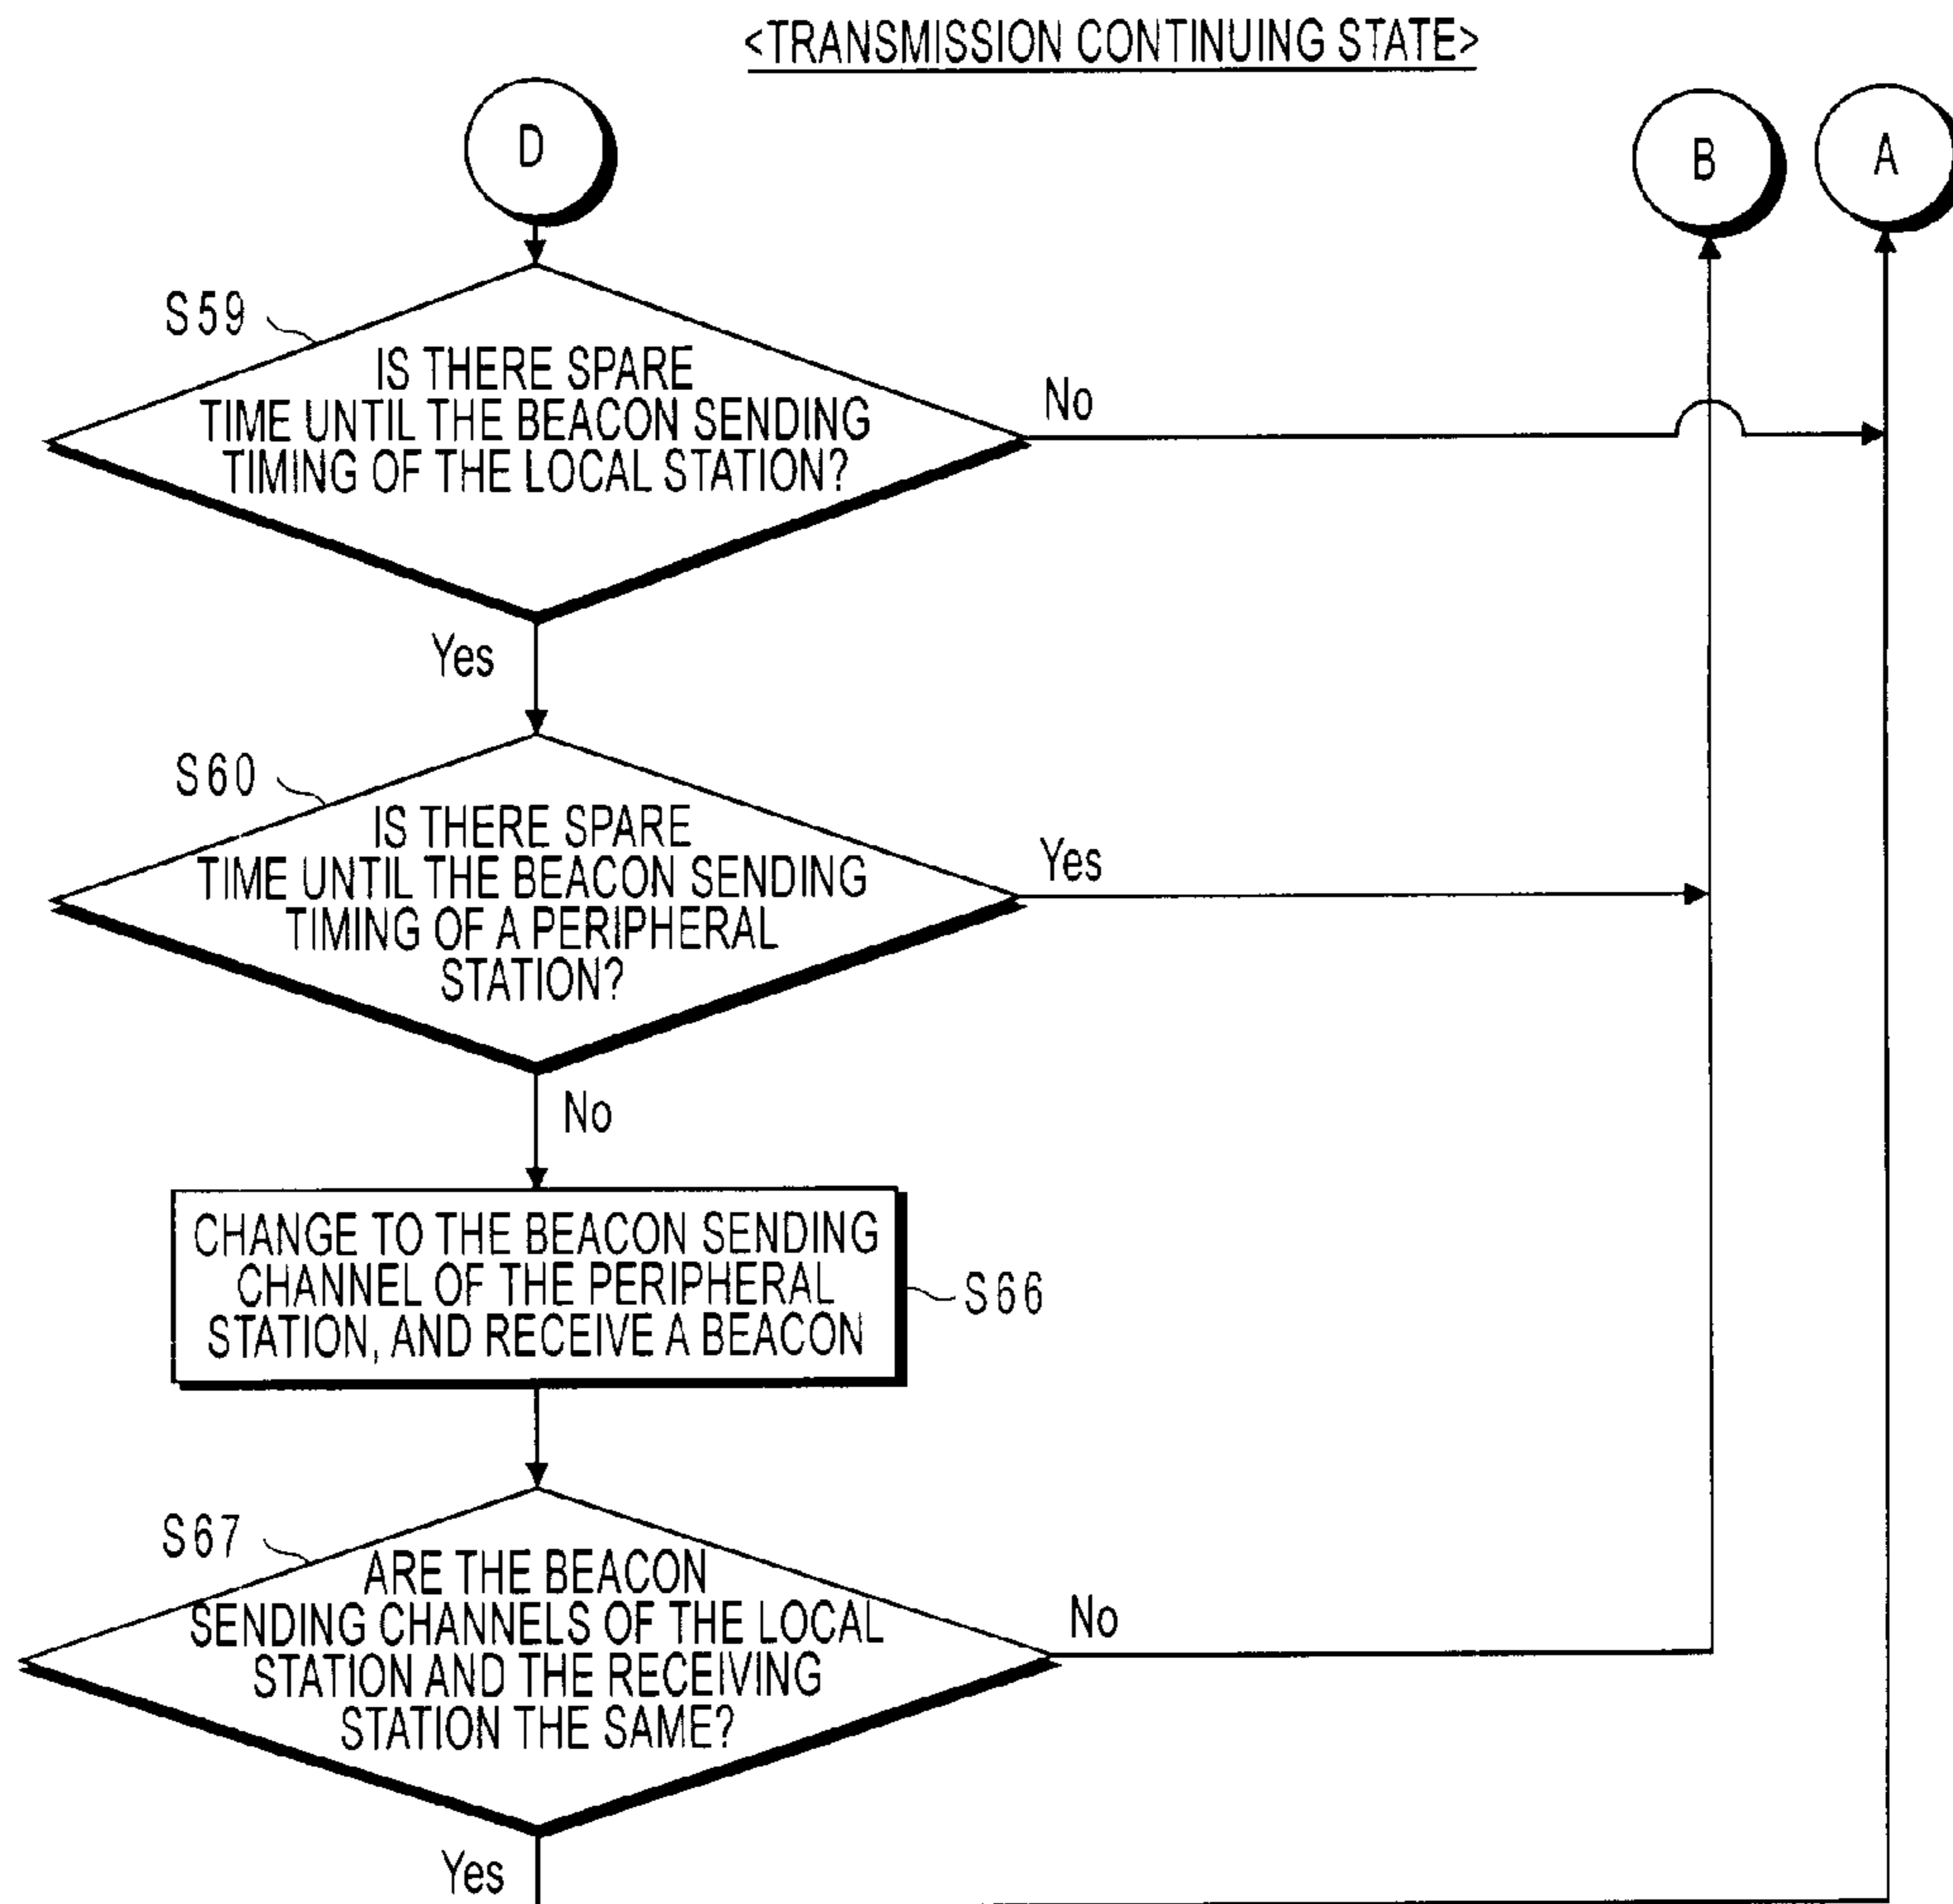 <TRANSMISSION CONTINUING STATE>
D
B
A
S59
IS THERE SPARE
TIME UNTIL THE BEACON SENDING
TIMING OF THE LOCAL STATION?
No
Yes
S60
IS THERE SPARE
TIME UNTIL THE BEACON SENDING
TIMING OF A PERIPHERAL
STATION?
Yes
No
CHANGE TO THE BEACON SENDING
CHANNEL OF THE PERIPHERAL
STATION, AND RECEIVE A BEACON
S66
S67
ARE THE BEACON
SENDING CHANNELS OF THE LOCAL
STATION AND THE RECEIVING
STATION THE SAME?
No
Yes